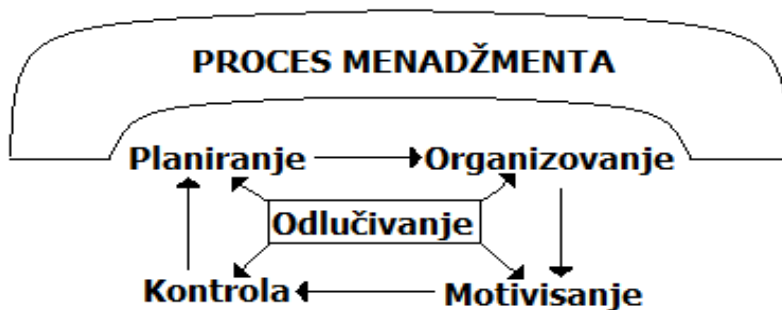 PROCES MENADŽMENTA
Planiranje Organizovanje
Odlučivanje
Kontrola Motivisanje